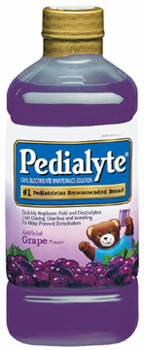 Pedialyte®
ORAL ELECTROLYTE MAINTENANCE SOLUTION
#1 Pediatrician Recommended Brand
Quickly Replaces Fluid and Electrolytes
Lost During Diarrhea and Vomiting
To Help Prevent Dehydration
Artificial
Grape Flavor